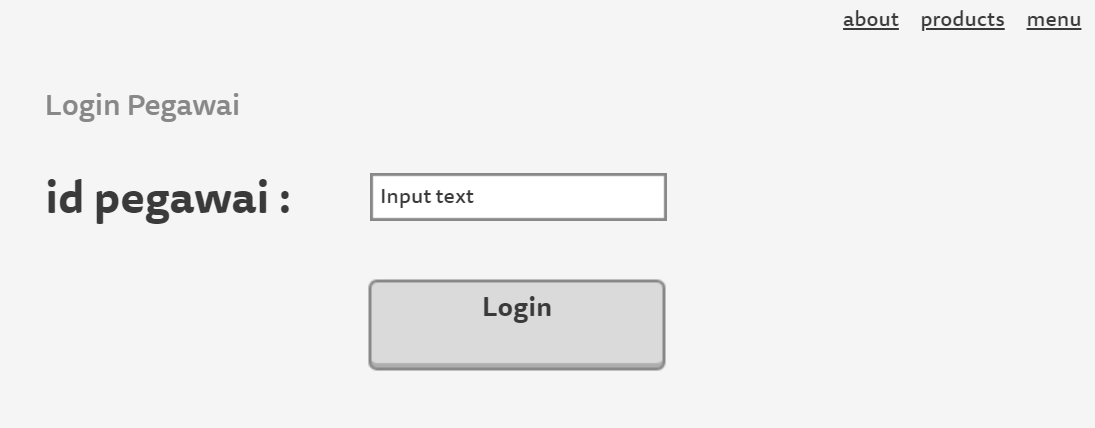 about products menu
Login Pegawai
id pegawai : Input text
Login